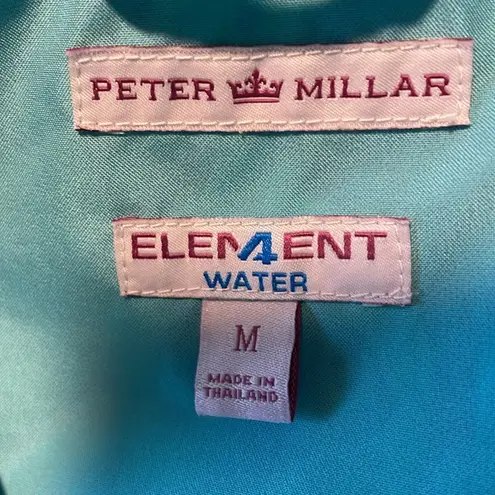 PETER MILLAR
ELEM4ENT
WATER
M
MADE IN
THAILAND